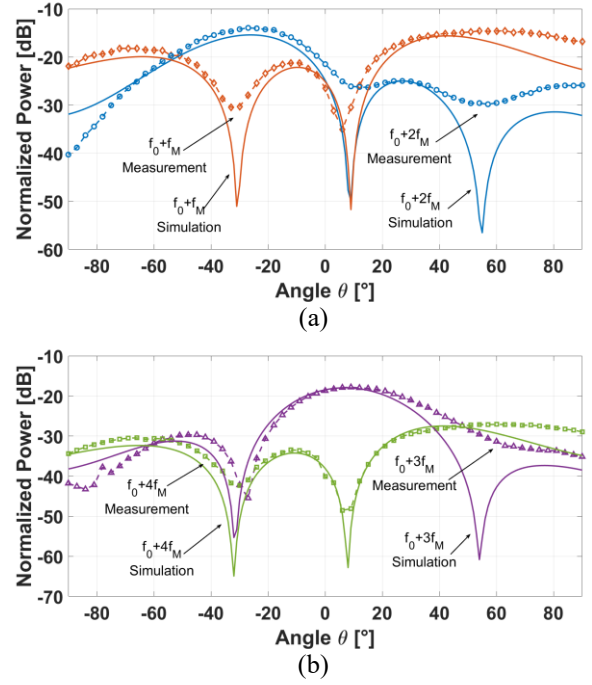 -10
-20
-30
-40
-50
-60
Normalized Power [dB]
f0+fM
Measurement
f0+fM
Simulation
f0+2fM
Measurement
f0+2fM
Simulation
-80 -60 -40 -20 0 20 40 60 80
Angle θ [°]
(a)
-10
-20
-30
-40
-50
-60
-70
Normalized Power [dB]
f0+4fM
Measurement
f0+4fM
Simulation
f0+3fM
Measurement
f0+3fM
Simulation
-80 -60 -40 -20 0 20 40 60 80
Angle θ [°]
(b)